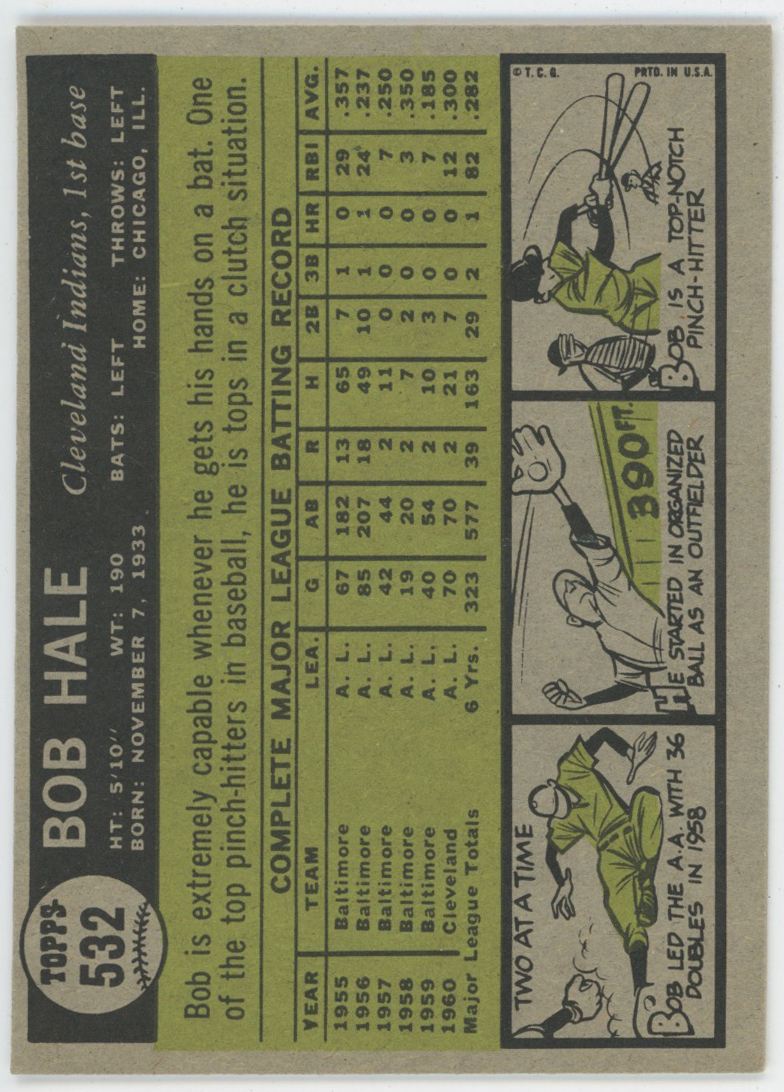 TOPPS
532
BOB HALE
Cleveland Indians, 1st base
HT: 5'10" WT: 190 BATS: LEFT THROWS: LEFT
BORN: NOVEMBER 7, 1933 HOME: CHICAGO, ILL.
Bob is extremely capable whenever he gets his hands on a bat. One
of the top pinch-hitters in baseball, he is tops in a clutch situation.
COMPLETE MAJOR LEAGUE BATTING RECORD
YEAR TEAM LEA. G AB R H 2B 3B HR RBI AVG.
1955 Baltimore A. L. 67 182 13 65 7 1 0 29 .357
1956 Baltimore A. L. 85 207 18 49 10 1 1 24 .237
1957 Baltimore A. L. 42 44 2 11 0 0 0 7 .250
1958 Baltimore A. L. 19 20 2 7 2 0 0 3 .350
1959 Baltimore A. L. 40 54 2 10 3 0 0 7 .185
1960 Cleveland A. L. 70 70 2 21 7 0 0 12 .300
Major League Totals 6 Yrs. 323 577 39 163 29 2 1 82 .282
TWO AT A TIME
BOB LED THE A.A. WITH 36
DOUBLES IN 1958
390 FT.
HE STARTED IN ORGANIZED
BALL AS AN OUTFIELDER
© T. C. G. PRTD. IN U.S.A.
BOB IS A TOP-NOTCH
PINCH-HITTER